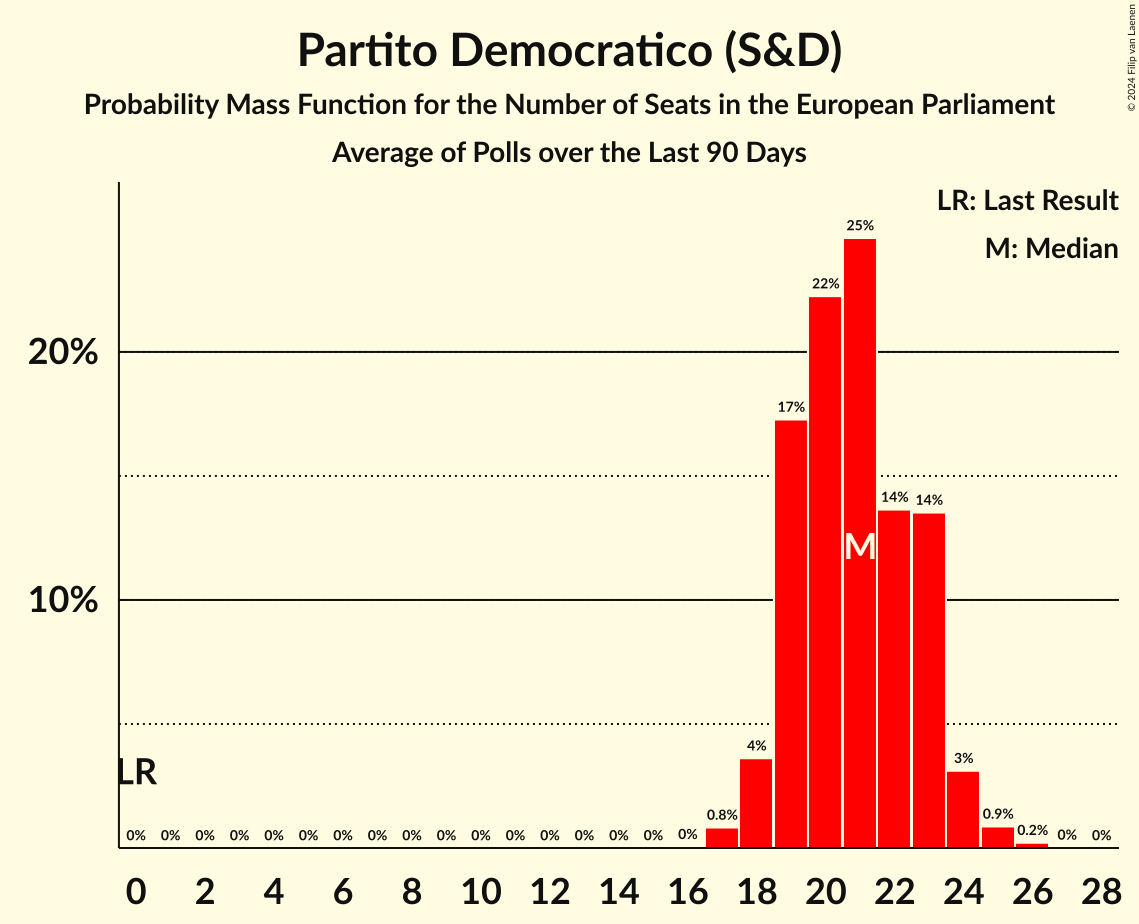 Partito Democratico (S&D)
Probability Mass Function for the Number of Seats in the European Parliament
Average of Polls over the Last 90 Days
© 2024 Filip van Laenen
LR: Last Result
M: Median
25%
22%
20%
17%
14% 14%
M
10%
4% 3%
LR
0% 0% 0% 0% 0% 0% 0% 0% 0% 0% 0% 0% 0% 0% 0% 0% 0% 0.8% 0.9% 0.2% 0% 0%
0 2 4 6 8 10 12 14 16 18 20 22 24 26 28